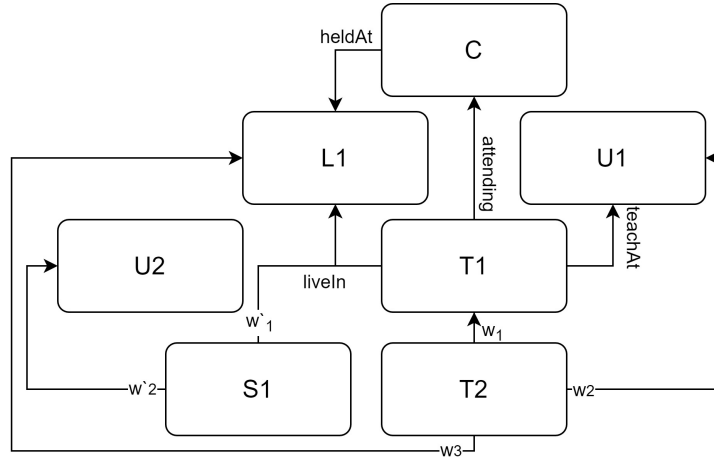 C
heldAt
L1
U1
attending
teachAt
U2
T1
liveIn
w`1
w1
S1
T2
w`2
w2
w3